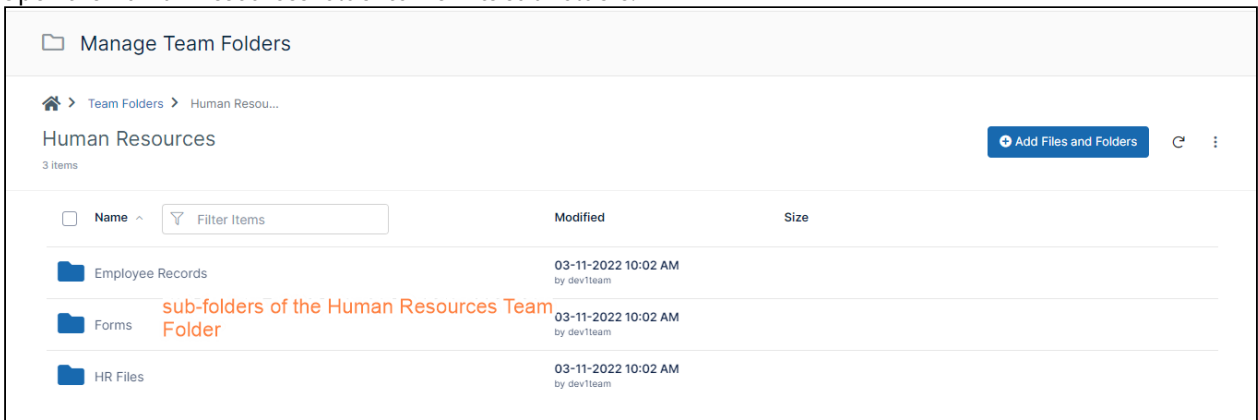 Manage Team Folders
Team Folders > Human Resou...
Human Resources
3 items
Add Files and Folders
Name
Filter Items
Modified
Size
Employee Records
03-11-2022 10:02 AM
by dev1team
sub-folders of the Human Resources Team
Folder
Forms
03-11-2022 10:02 AM
by dev1team
HR Files
03-11-2022 10:02 AM
by dev1team